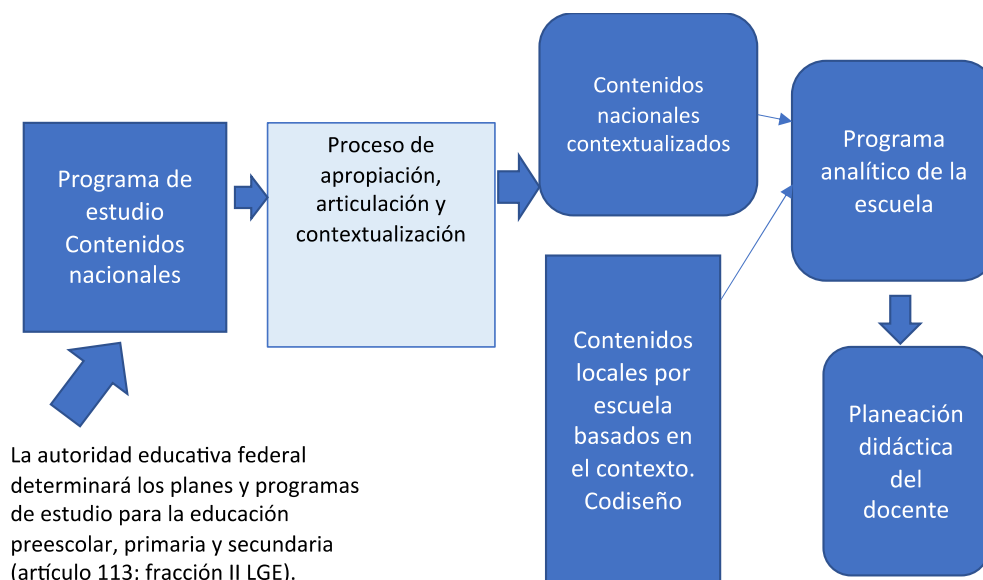 Programa de
estudio
Contenidos
nacionales
Proceso de
apropiación,
articulación y
contextualización
Contenidos
nacionales
contextualizados
Programa
analítico de la
escuela
Contenidos
locales por
escuela
basados en
el contexto.
Codiseño
Planeación
didáctica
del
docente
La autoridad educativa federal
determinará los planes y programas
de estudio para la educación
preescolar, primaria y secundaria
(artículo 113: fracción II LGE).